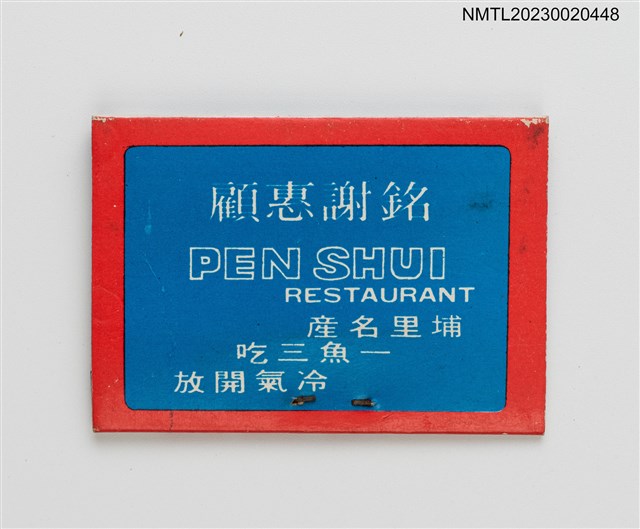 NMTL20230020448
銘謝惠顧
PEN SHUI
RESTAURANT
埔里名產
一魚三吃
冷氣開放